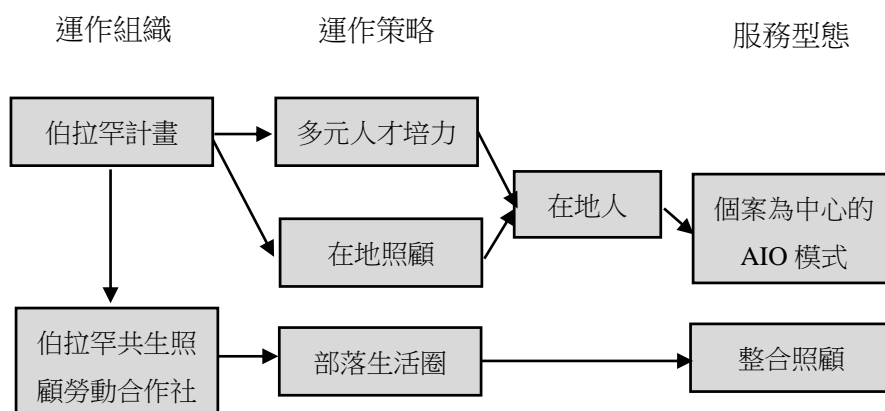 運作組織
運作策略
服務型態
伯拉罕計畫
多元人才培力
在地人
個案為中心的
AIO 模式
在地照顧
伯拉罕共生照
顧勞動合作社
部落生活圈
整合照顧